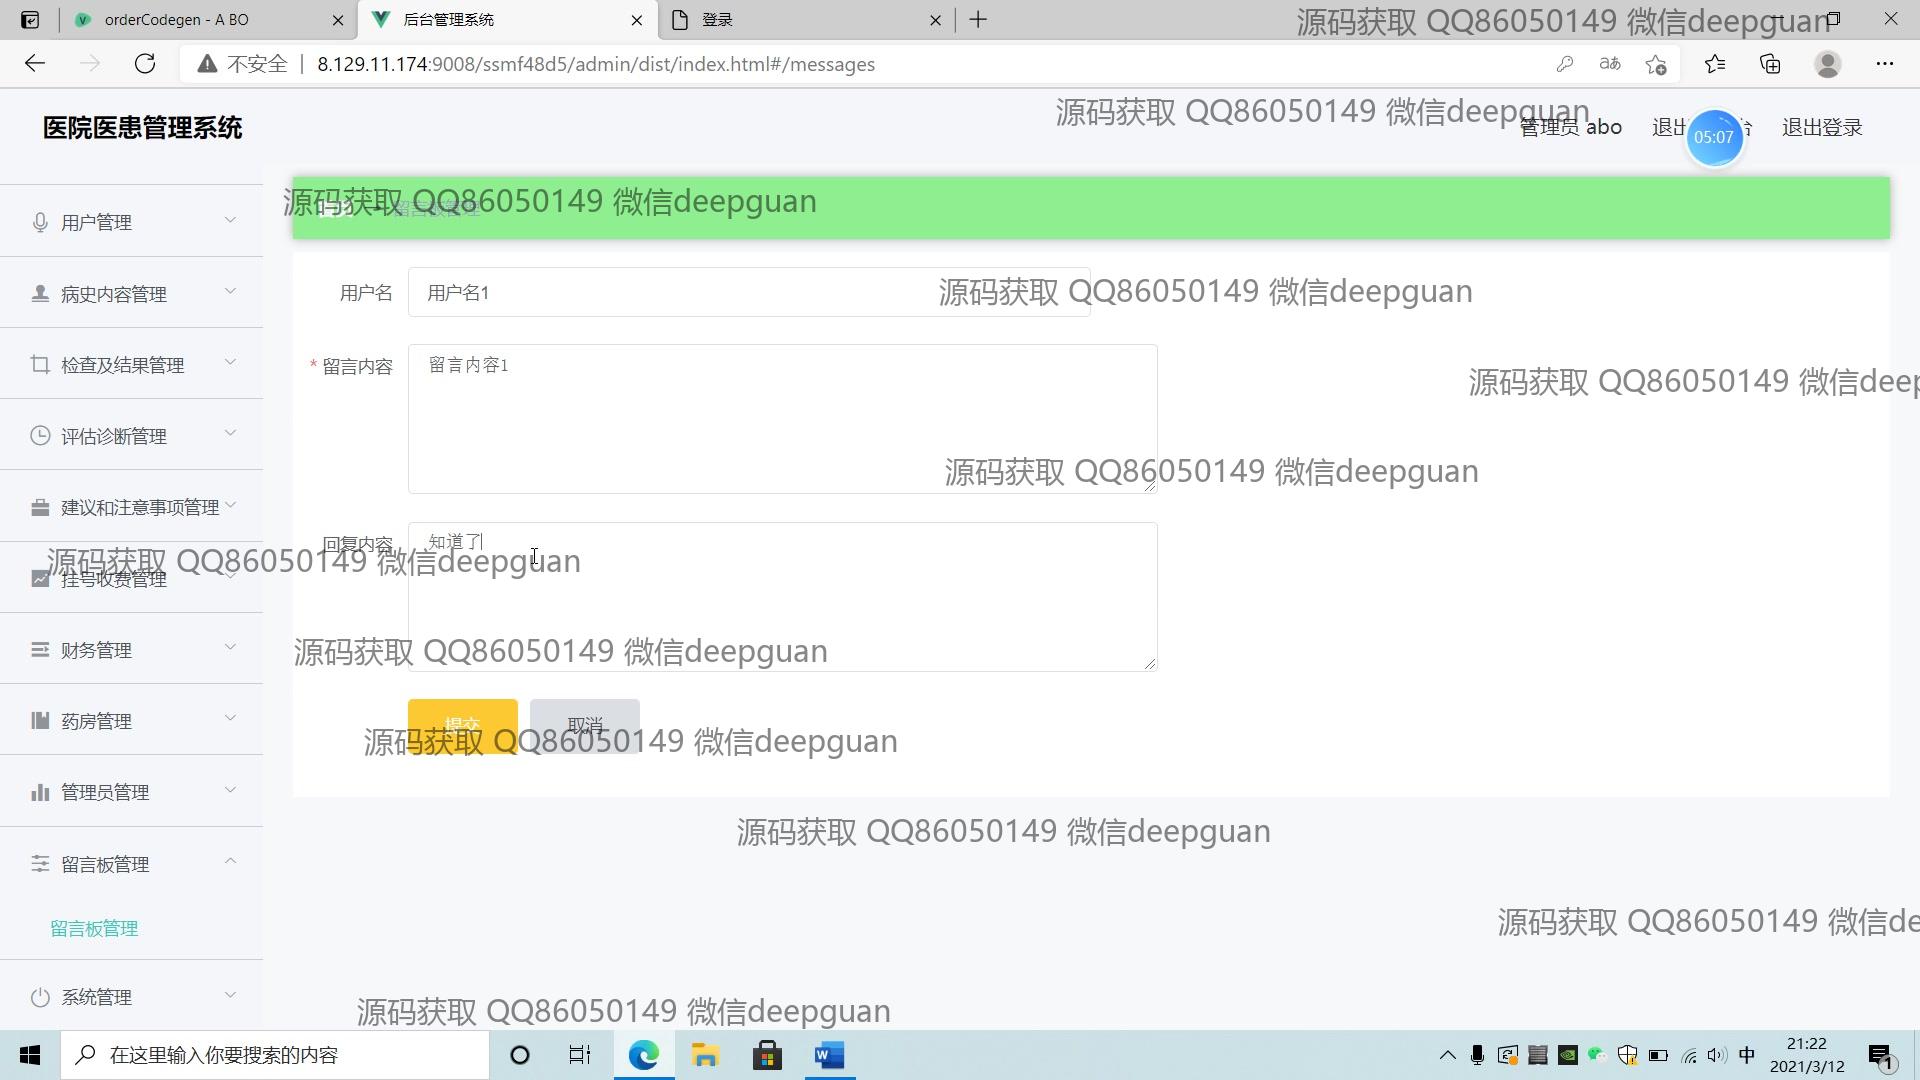 orderCodegen - A BO
后台管理系统
登录
源码获取 QQ86050149 微信deepguan
不安全
8.129.11.174:9008/ssmf48d5/admin/dist/index.html#/messages
医院医患管理系统
源码获取 QQ86050149 微信deepguan
管理员 abo
退出
台
05:07
退出登录
源码获取 QQ86050149 微信deepguan
留言板管理
用户管理
用户名
用户名1
源码获取 QQ86050149 微信deepguan
病史内容管理
* 留言内容
留言内容1
检查及结果管理
源码获取 QQ86050149 微信deep
评估诊断管理
源码获取 QQ86050149 微信deepguan
建议和注意事项管理
回复内容
知道了
源码获取 QQ86050149 微信deepguan
挂号收费管理
财务管理
源码获取 QQ86050149 微信deepguan
药房管理
提交
取消
源码获取 QQ86050149 微信deepguan
管理员管理
源码获取 QQ86050149 微信deepguan
留言板管理
留言板管理
源码获取 QQ86050149 微信de
系统管理
源码获取 QQ86050149 微信deepguan
在这里输入你要搜索的内容
中
21:22
2021/3/12
1